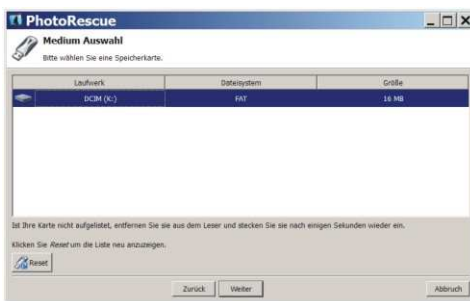 PhotoRescue
Medium Auswahl
Bitte wählen Sie eine Speicherkarte.
Laufwerk Dateisystem Größe
DCIM (K:) FAT 16 MB
Ist Ihre Karte nicht aufgelistet, entfernen Sie sie aus dem Leser und stecken Sie sie nach einigen Sekunden wieder ein.
Klicken Sie Reset um die Liste neu anzuzeigen.
Reset
Zurück Weiter Abbruch